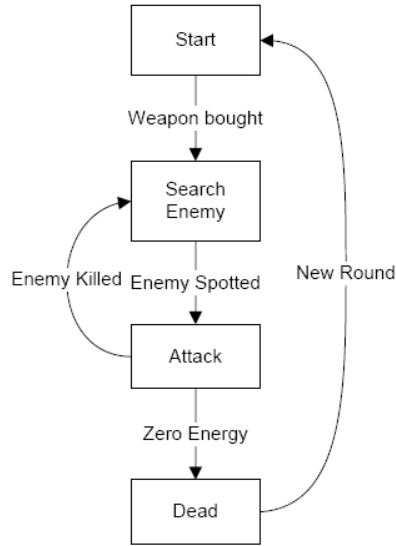 Start
Weapon bought
Search
Enemy
Enemy Killed
Enemy Spotted
New Round
Attack
Zero Energy
Dead